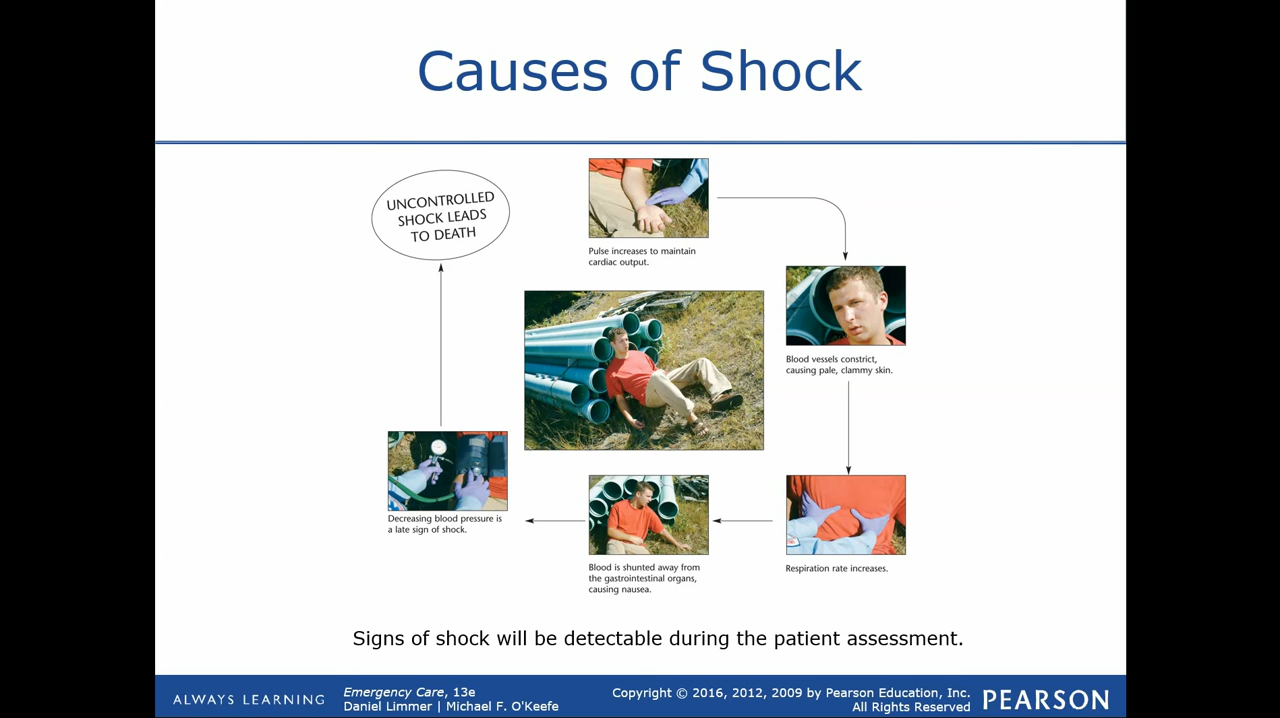 Causes of Shock
UNCONTROLLED
SHOCK LEADS
TO DEATH
Pulse increases to maintain
cardiac output.
Blood vessels constrict,
causing pale, clammy skin.
Respiration rate increases.
Blood is shunted away from
the gastrointestinal organs,
causing nausea.
Decreasing blood pressure is
a late sign of shock.
Signs of shock will be detectable during the patient assessment.
ALWAYS LEARNING
Emergency Care, 13e
Daniel Limmer | Michael F. O'Keefe
Copyright © 2016, 2012, 2009 by Pearson Education, Inc.
All Rights Reserved
PEARSON